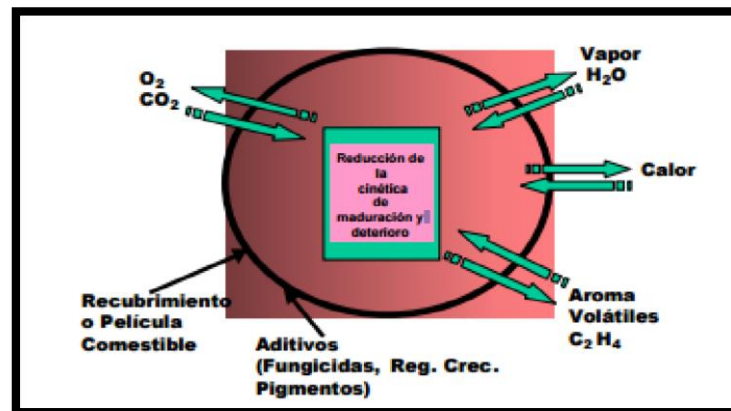 O₂
CO₂
Vapor
H₂O
Reducción de
la
cinética
de
maduración y
deterioro
Calor
Recubrimiento
o Película
Comestible
Aditivos
(Fungicidas, Reg. Crec.
Pigmentos)
Aroma
Volátiles
C₂ H₄